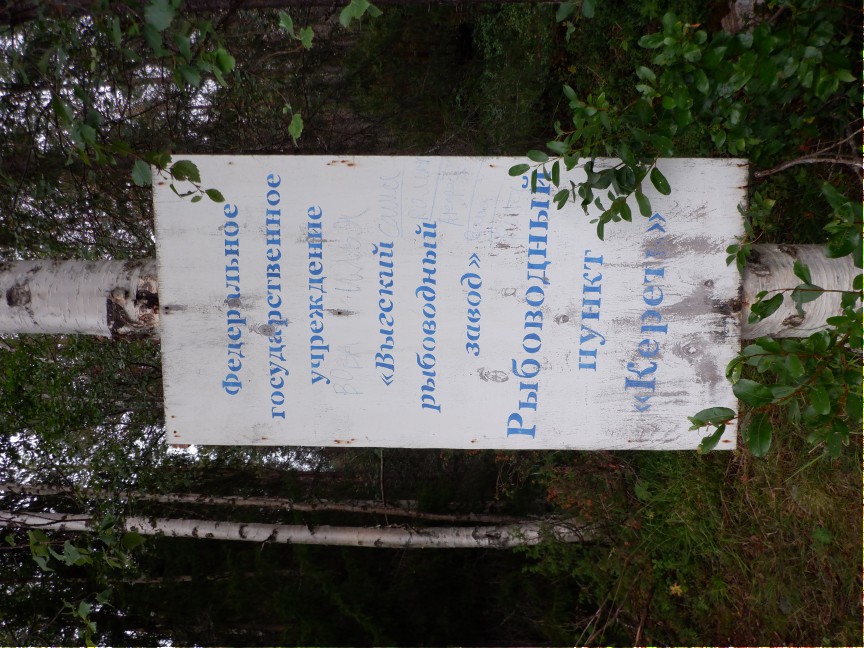 Федеральное
государственное
учреждение
«Выгский
рыбоводный
завод»
Рыбоводный
пункт
«Кереть»